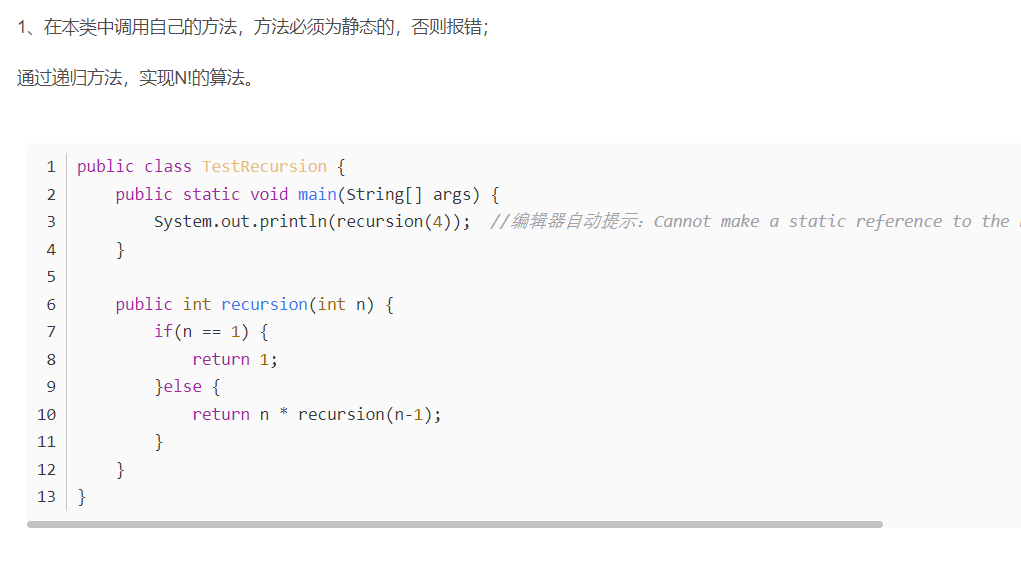 1、在本类中调用自己的方法，方法必须为静态的，否则报错；
通过递归方法，实现N!的算法。
1 public class TestRecursion {
2     public static void main(String[] args) {
3         System.out.println(recursion(4));  //编辑器自动提示：Cannot make a static reference to the
4     }
5
6     public int recursion(int n) {
7         if(n == 1) {
8             return 1;
9         }else {
10             return n * recursion(n-1);
11         }
12     }
13 }